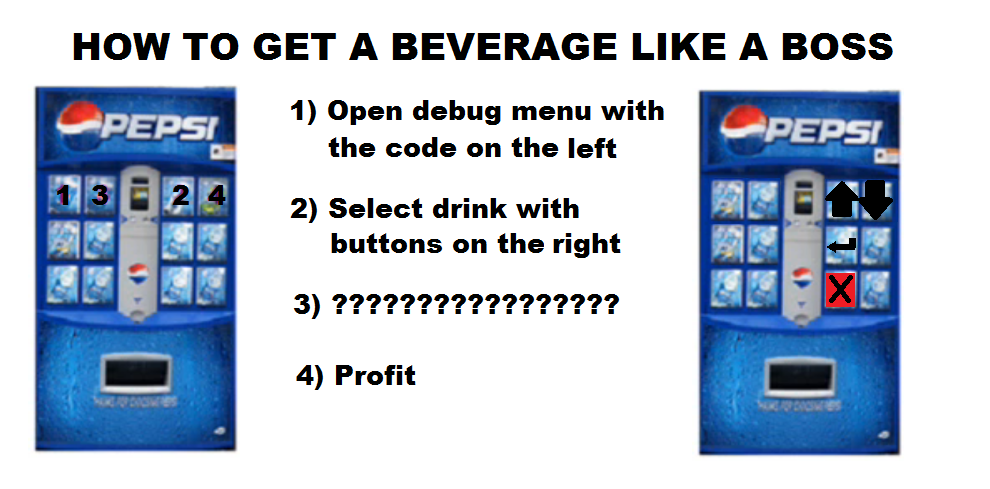 HOW TO GET A BEVERAGE LIKE A BOSS
PEPSI
1 3 2 4
1) Open debug menu with
the code on the left
2) Select drink with
buttons on the right
3) ?????????????????
4) Profit
PEPSI
X